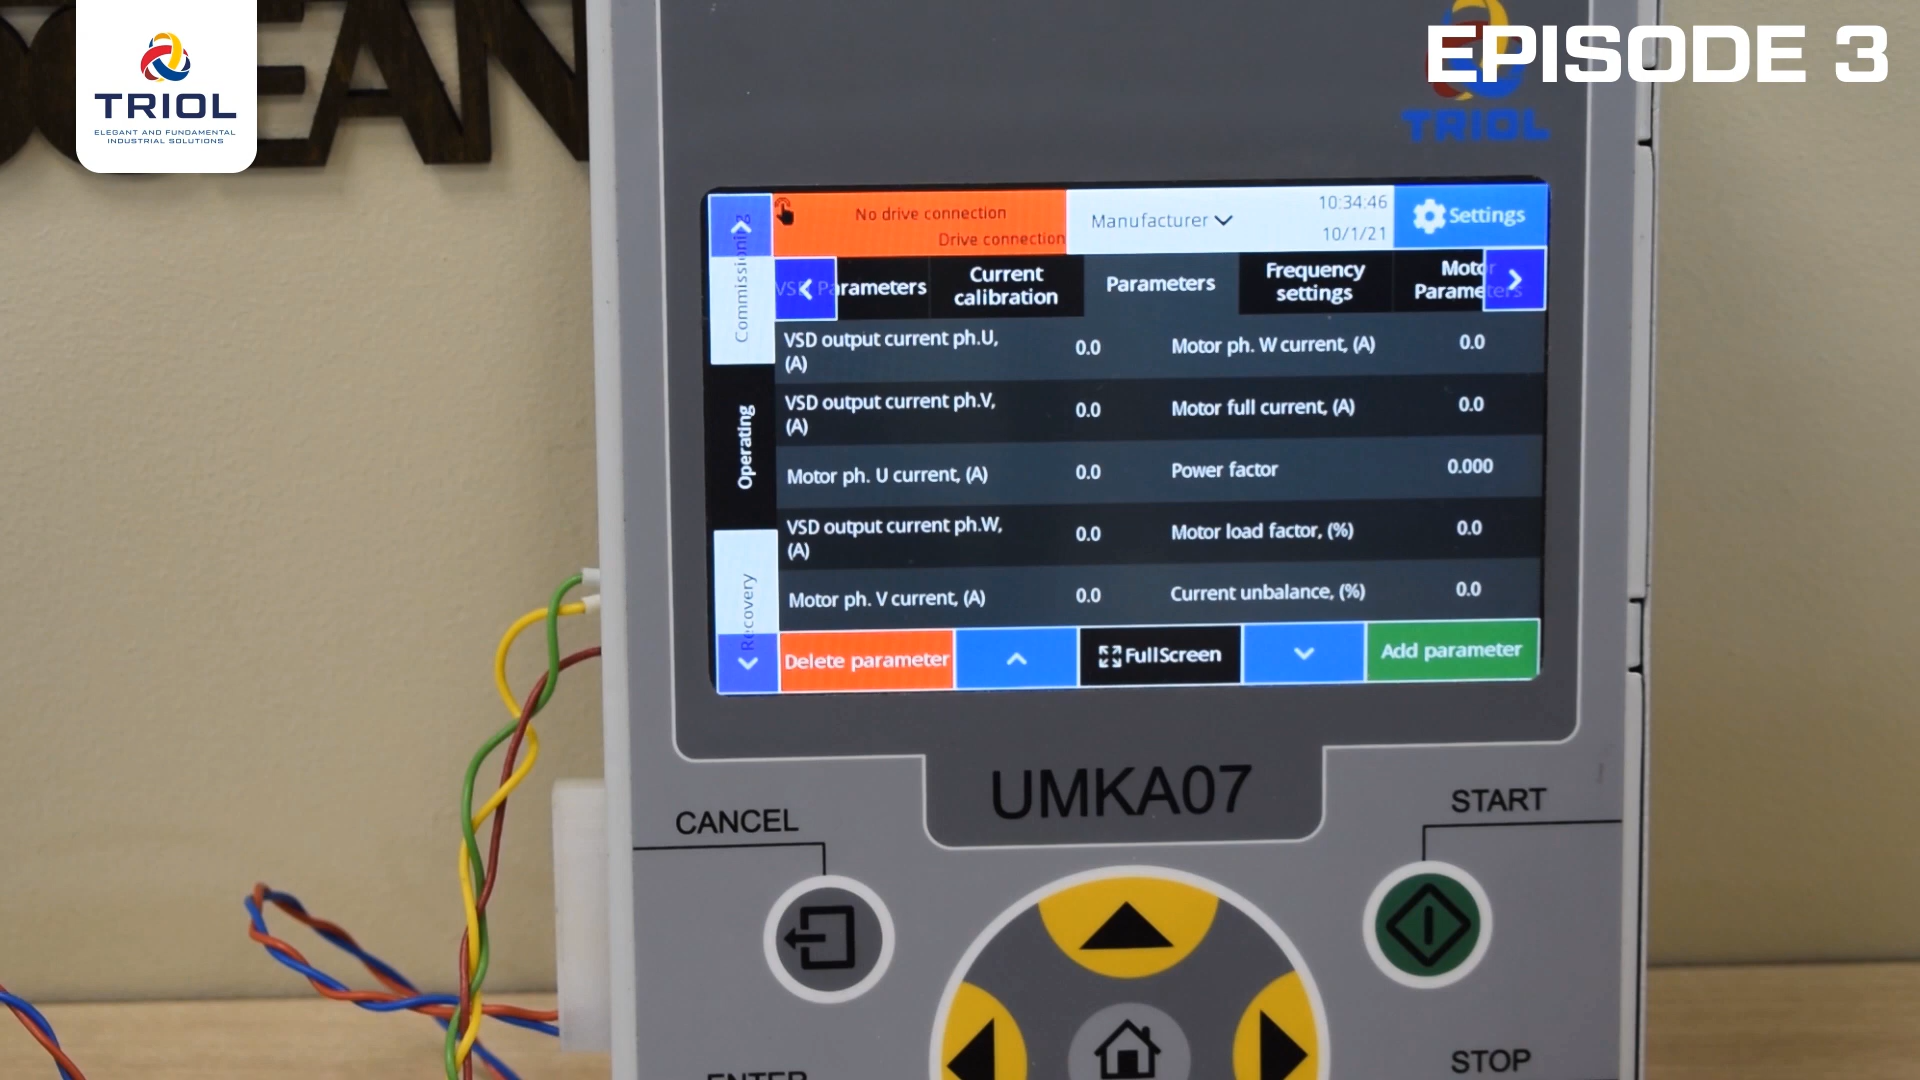 OCEAN
TRIOL
ELEGANT AND FUNDAMENTAL
INDUSTRIAL SOLUTIONS
EPISODE 3
TRIOL
Commissioning
No drive connection
Drive connection
Manufacturer
10:34:46
10/1/21
Settings
VSD Parameters
Current
calibration
Parameters
Frequency
settings
Motor
Parameters
VSD output current ph.U,
(A)
0.0
Motor ph. W current, (A)
0.0
VSD output current ph.V,
(A)
0.0
Motor full current, (A)
0.0
Operating
Motor ph. U current, (A)
0.0
Power factor
0.000
VSD output current ph.W,
(A)
0.0
Motor load factor, (%)
0.0
Recovery
Motor ph. V current, (A)
0.0
Current unbalance, (%)
0.0
Delete parameter
FullScreen
Add parameter
UMKA07
CANCEL
START
ENTER
STOP